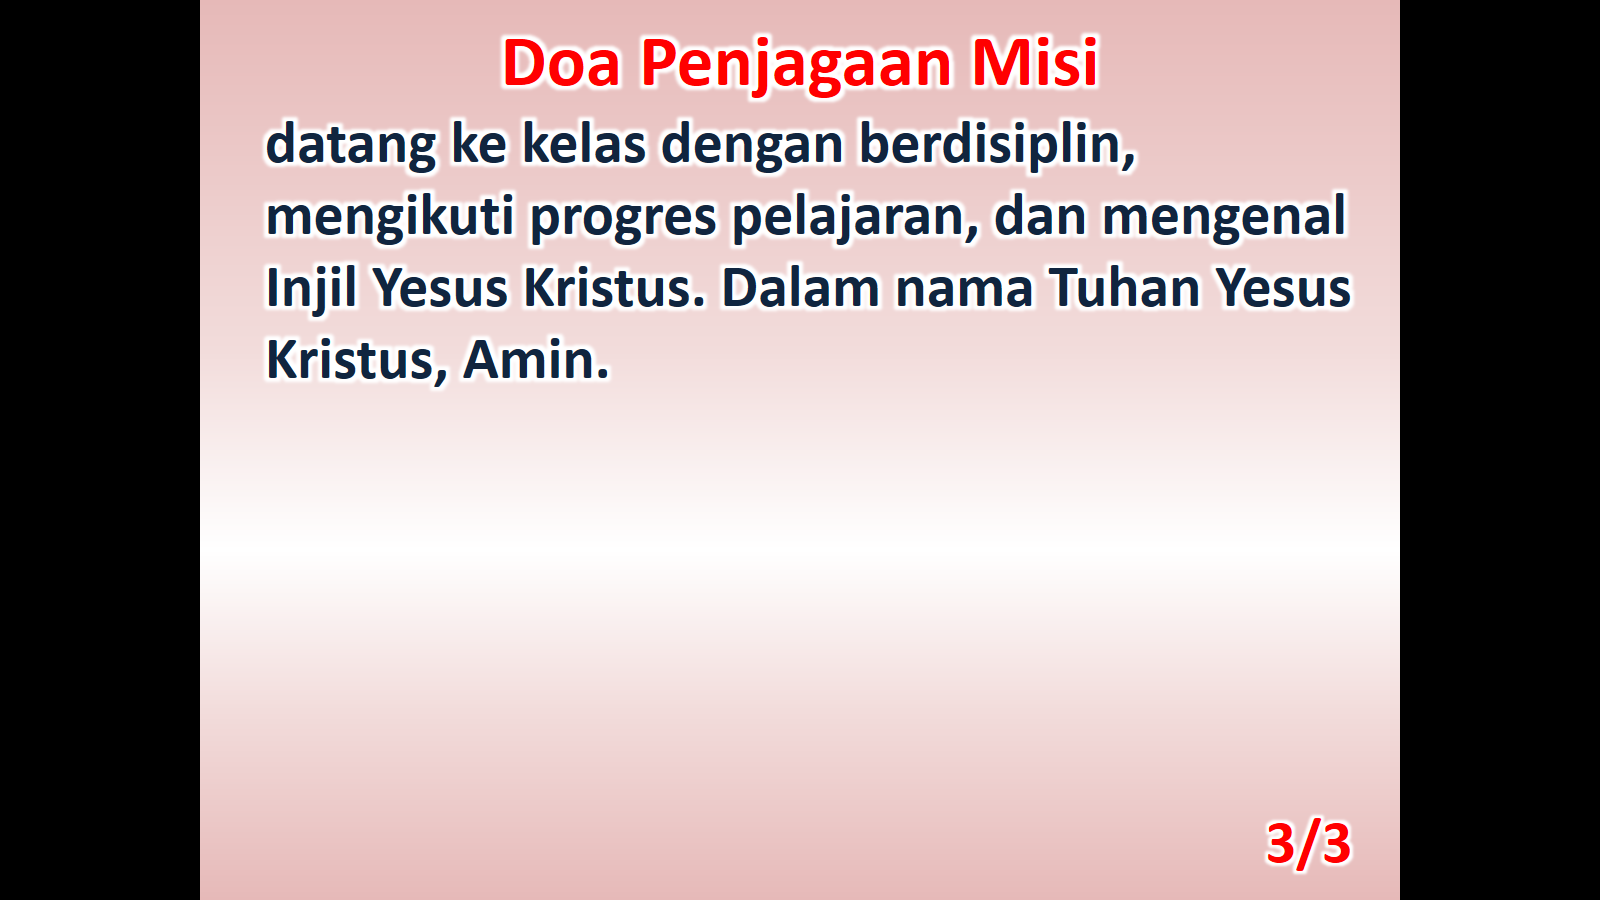 Doa Penjagaan Misi
datang ke kelas dengan berdisiplin,
mengikuti progres pelajaran, dan mengenal
Injil Yesus Kristus. Dalam nama Tuhan Yesus
Kristus, Amin.
3/3